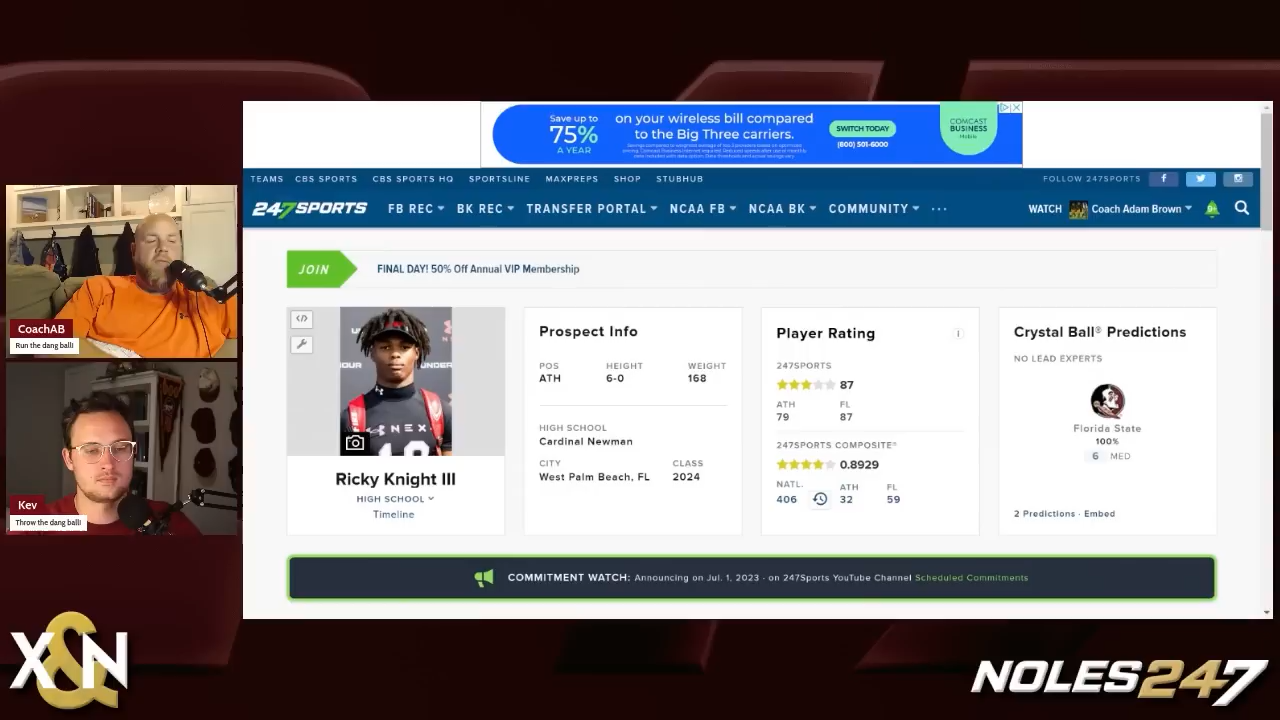 Save up to
75%
A YEAR
on your wireless bill compared
to the Big Three carriers.
SWITCH TODAY
(800) 501-6000
COMCAST
BUSINESS
Mobile
TEAMS CBS SPORTS CBS SPORTS HQ SPORTSLINE MAXPREPS SHOP STUBHUB
FOLLOW 247SPORTS
247SPORTS FB REC BK REC TRANSFER PORTAL NCAA FB NCAA BK COMMUNITY ...
WATCH Coach Adam Brown 9+
JOIN FINAL DAY! 50% Off Annual VIP Membership
Ricky Knight III
HIGH SCHOOL
Timeline
Prospect Info
POS HEIGHT WEIGHT
ATH 6-0 168
HIGH SCHOOL
Cardinal Newman
CITY CLASS
West Palm Beach, FL 2024
Player Rating
247SPORTS
87
ATH FL
79 87
247SPORTS COMPOSITE®
0.8929
NATL. ATH FL
406 32 59
Crystal Ball® Predictions
NO LEAD EXPERTS
Florida State
100%
6 MED
2 Predictions · Embed
COMMITMENT WATCH: Announcing on Jul. 1, 2023 - on 247Sports YouTube Channel Scheduled Commitments
CoachAB
Run the dang ball!
Kev
Throw the dang ball!
X&N
NOLES247